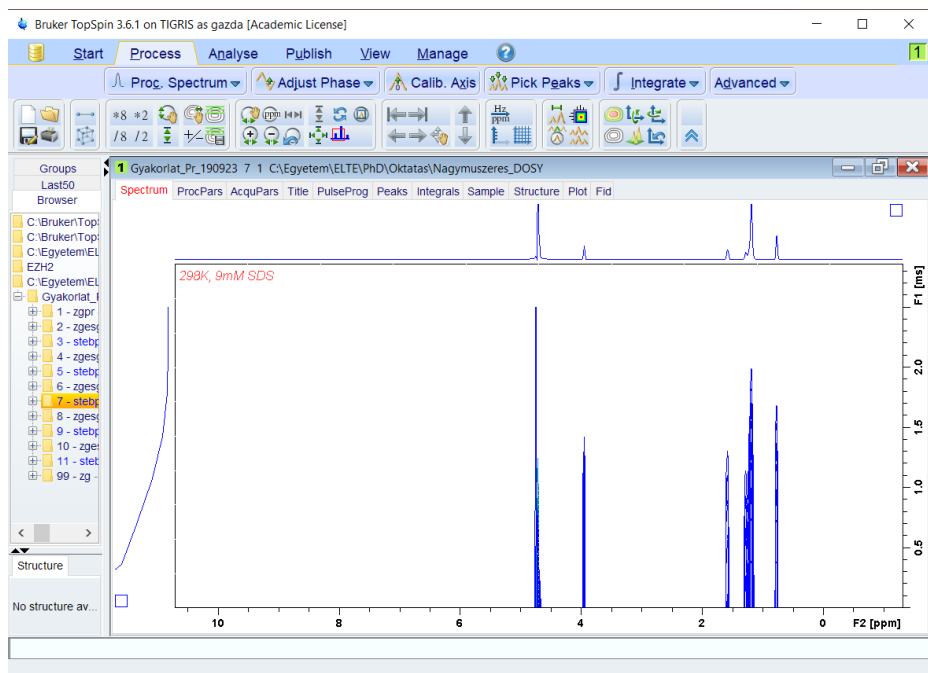 Bruker TopSpin 3.6.1 on TIGRIS as gazda [Academic License]
Start Process Analyse Publish View Manage ? 1
Proc. Spectrum Adjust Phase Calib. Axis Pick Peaks Integrate Advanced
*8 *2 ppm Hz ppm
/8 /2 +/-
Groups
Last50
Browser
1 Gyakorlat_Pr_190923 7 1 C:\Egyetem\ELTE\PhD\Oktatas\Nagymuszeres_DOSY
Spectrum ProcPars AcquPars Title PulseProg Peaks Integrals Sample Structure Plot Fid
C:\Bruker\Top
C:\Bruker\Top
C:\Egyetem\EL
EZH2
C:\Egyetem\EL
Gyakorlat_
1 - zgpr
2 - zges
3 - stebp
4 - zges
5 - stebp
6 - zges
7 - stebp
8 - zges
9 - stebp
10 - zge
11 - steb
99 - zg -
Structure
No structure av...
298K, 9mM SDS
F1 [ms]
2.0
1.5
1.0
0.5
10 8 6 4 2 0 F2 [ppm]